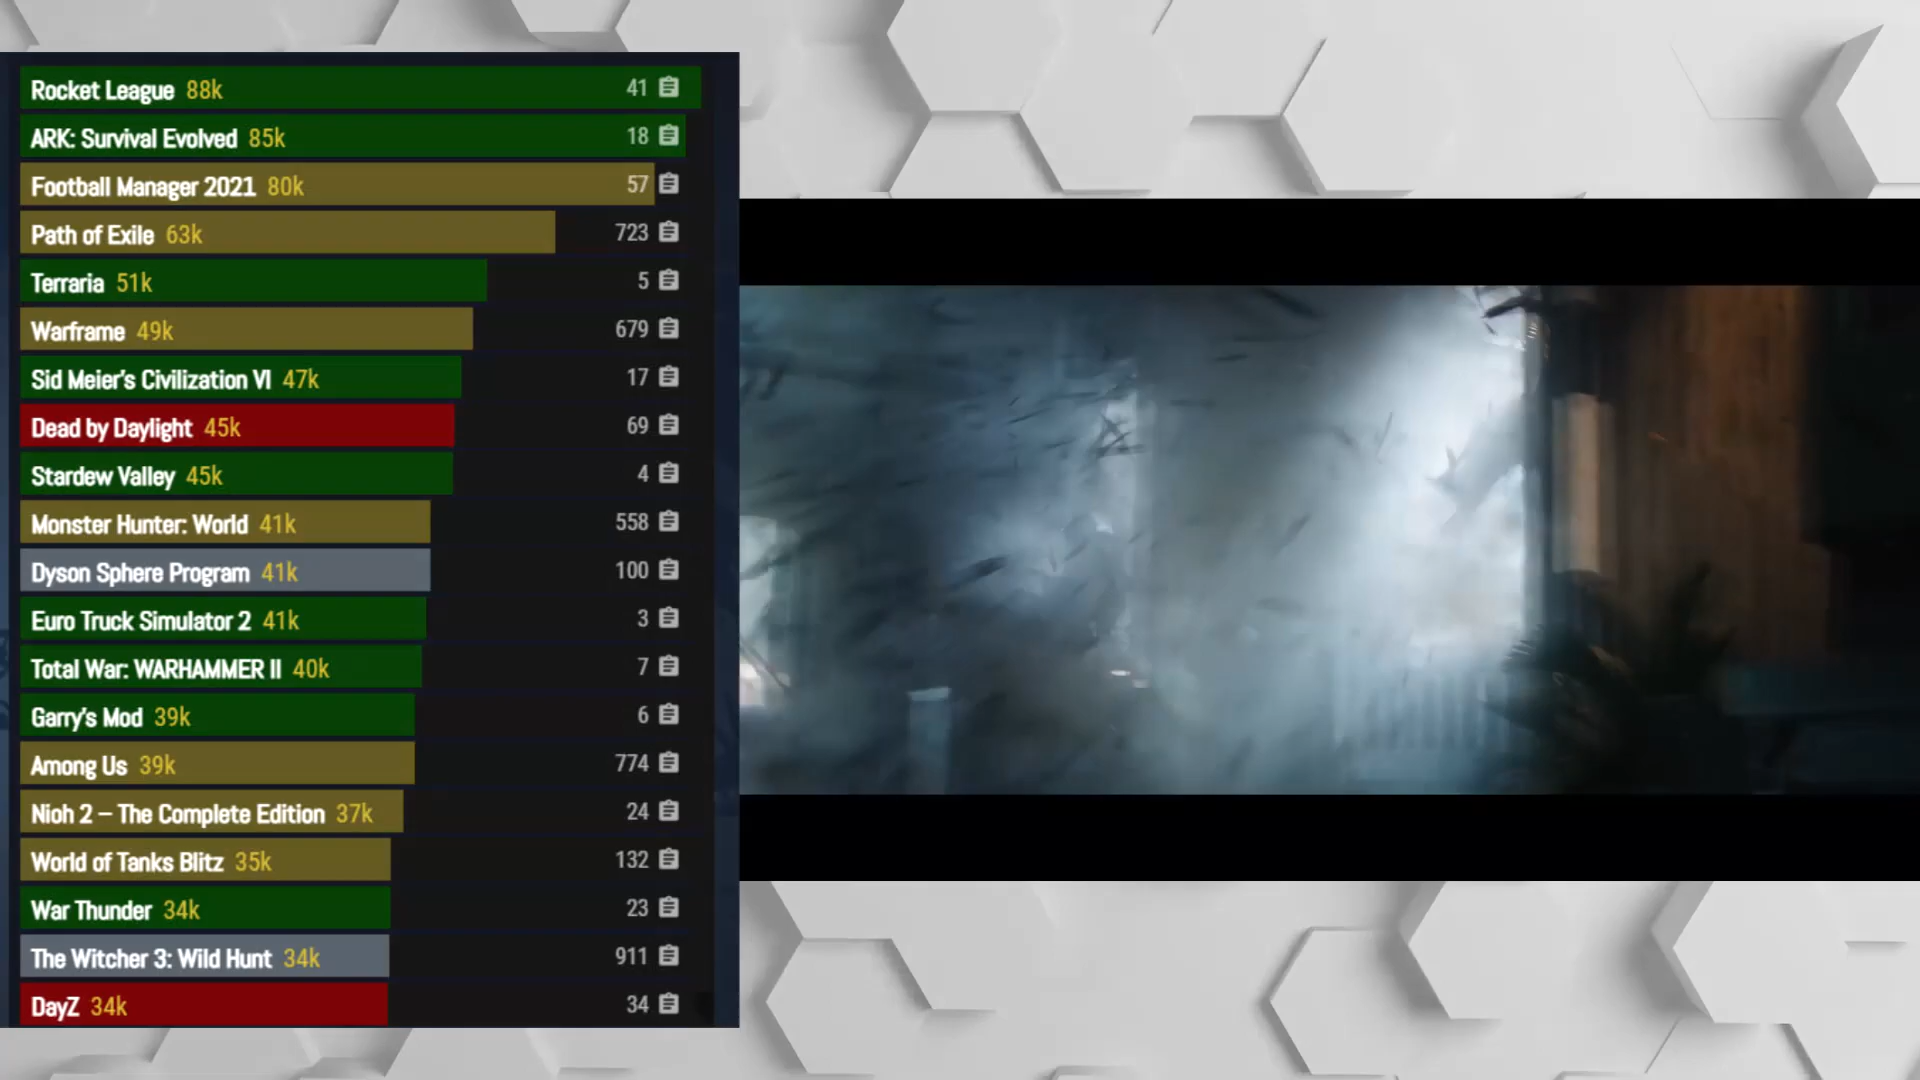 Rocket League 88k 41
ARK: Survival Evolved 85k 18
Football Manager 2021 80k 57
Path of Exile 63k 723
Terraria 51k 5
Warframe 49k 679
Sid Meier's Civilization VI 47k 17
Dead by Daylight 45k 69
Stardew Valley 45k 4
Monster Hunter: World 41k 558
Dyson Sphere Program 41k 100
Euro Truck Simulator 2 41k 3
Total War: WARHAMMER II 40k 7
Garry's Mod 39k 6
Among Us 39k 774
Nioh 2 – The Complete Edition 37k 24
World of Tanks Blitz 35k 132
War Thunder 34k 23
The Witcher 3: Wild Hunt 34k 911
DayZ 34k 34